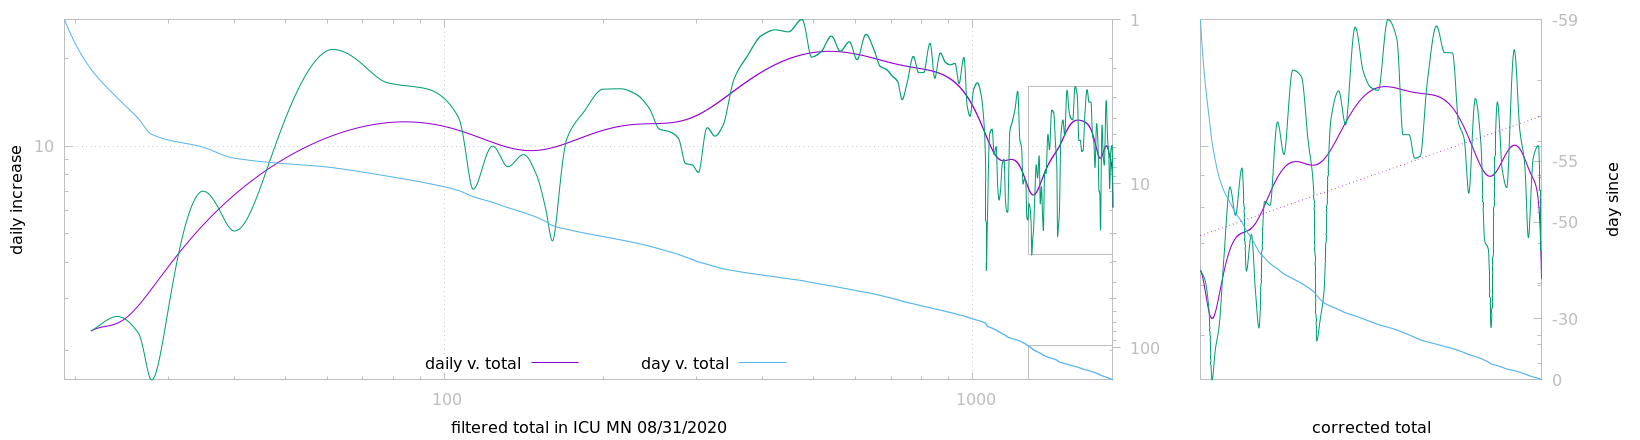 daily increase
10
1
10
100
daily v. total
day v. total
100
1000
filtered total in ICU MN 08/31/2020
-59
-55
-50
-30
0
day since
corrected total